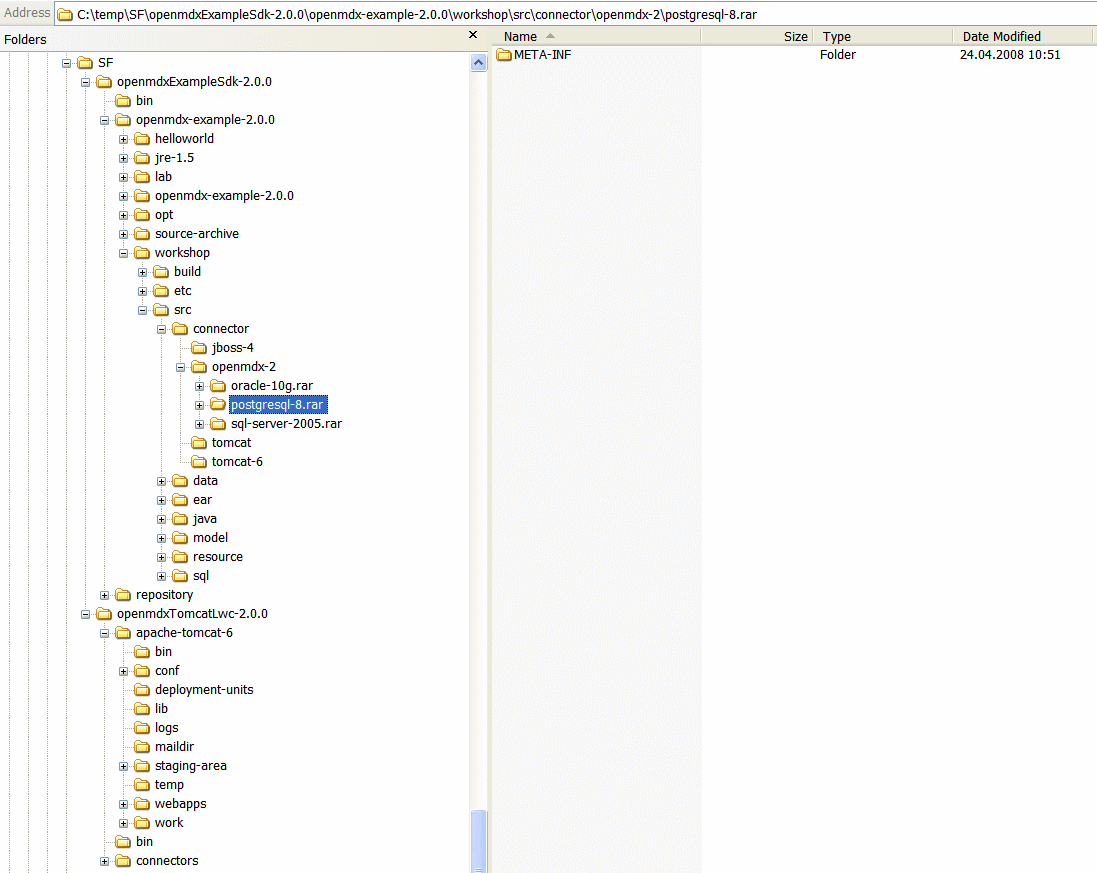 Address C:\temp\SF\openmdxExampleSdk-2.0.0\openmdx-example-2.0.0\workshop\src\connector\openmdx-2\postgresql-8.rar
Folders
Name Size Type Date Modified
META-INF Folder 24.04.2008 10:51
SF
openmdxExampleSdk-2.0.0
bin
openmdx-example-2.0.0
helloworld
jre-1.5
lab
openmdx-example-2.0.0
opt
source-archive
workshop
build
etc
src
connector
jboss-4
openmdx-2
oracle-10g.rar
postgresql-8.rar
sql-server-2005.rar
tomcat
tomcat-6
data
ear
java
model
resource
sql
repository
openmdxTomcatLwc-2.0.0
apache-tomcat-6
bin
conf
deployment-units
lib
logs
maildir
staging-area
temp
webapps
work
bin
connectors